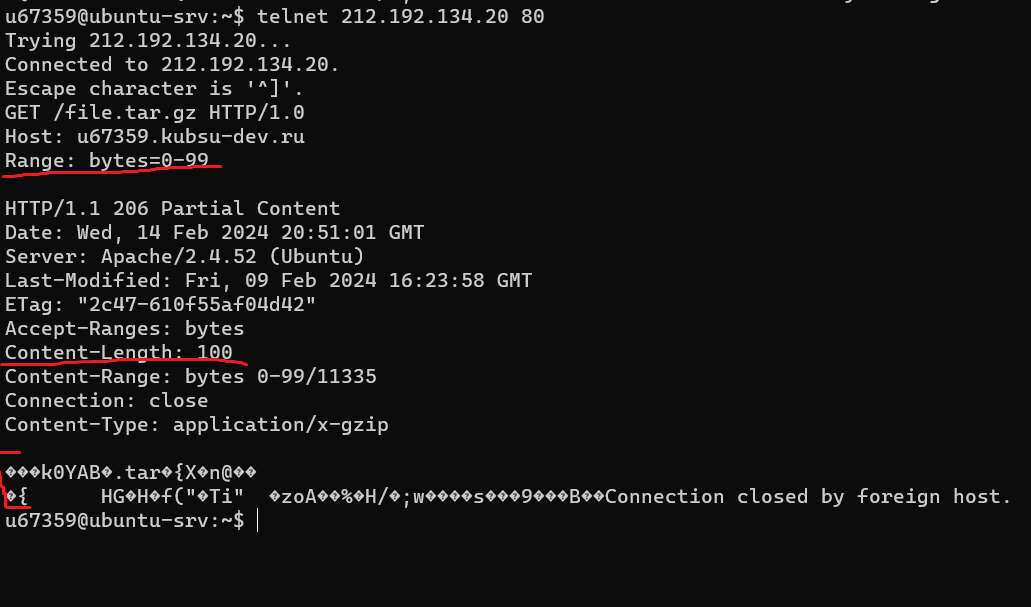 u67359@ubuntu-srv:~$ telnet 212.192.134.20 80
Trying 212.192.134.20...
Connected to 212.192.134.20.
Escape character is '^]'.
GET /file.tar.gz HTTP/1.0
Host: u67359.kubsu-dev.ru
Range: bytes=0-99
HTTP/1.1 206 Partial Content
Date: Wed, 14 Feb 2024 20:51:01 GMT
Server: Apache/2.4.52 (Ubuntu)
Last-Modified: Fri, 09 Feb 2024 16:23:58 GMT
ETag: "2c47-610f55af04d42"
Accept-Ranges: bytes
Content-Length: 100
Content-Range: bytes 0-99/11335
Connection: close
Content-Type: application/x-gzip
���k0YAB�.tar�{X�n@��
�{      HG�H�f("�Ti"  �zoA��%�H/�;w����s���9���B��Connection closed by foreign host.
u67359@ubuntu-srv:~$